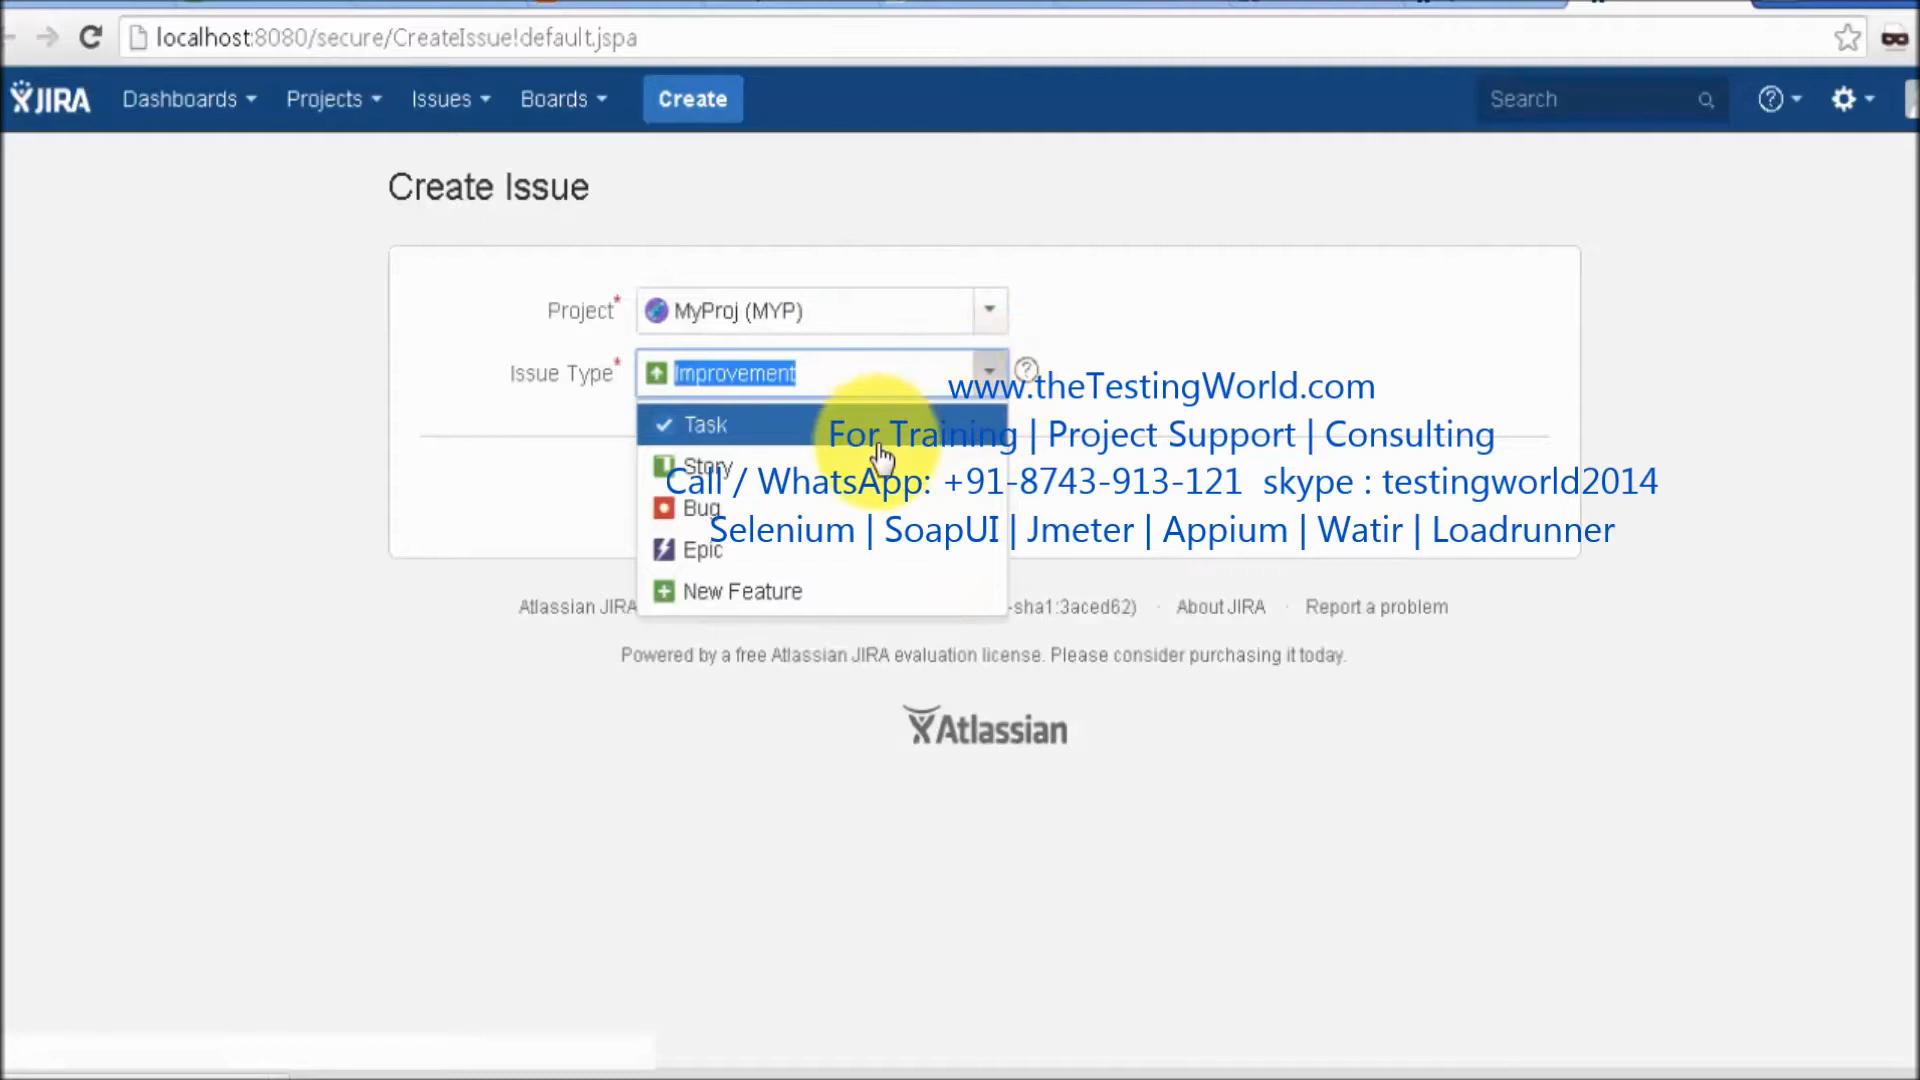 localhost:8080/secure/CreateIssue!default.jspa
JIRA Dashboards Projects Issues Boards Create Search
Create Issue
Project* MyProj (MYP)
Issue Type* Improvement
www.theTestingWorld.com
Task
For Training | Project Support | Consulting
Story
Call / WhatsApp: +91-8743-913-121 skype : testingworld2014
Bug
Selenium | SoapUI | Jmeter | Appium | Watir | Loadrunner
Epic
New Feature
Atlassian JIRA -sha1:3aced62) · About JIRA · Report a problem
Powered by a free Atlassian JIRA evaluation license. Please consider purchasing it today.
Atlassian